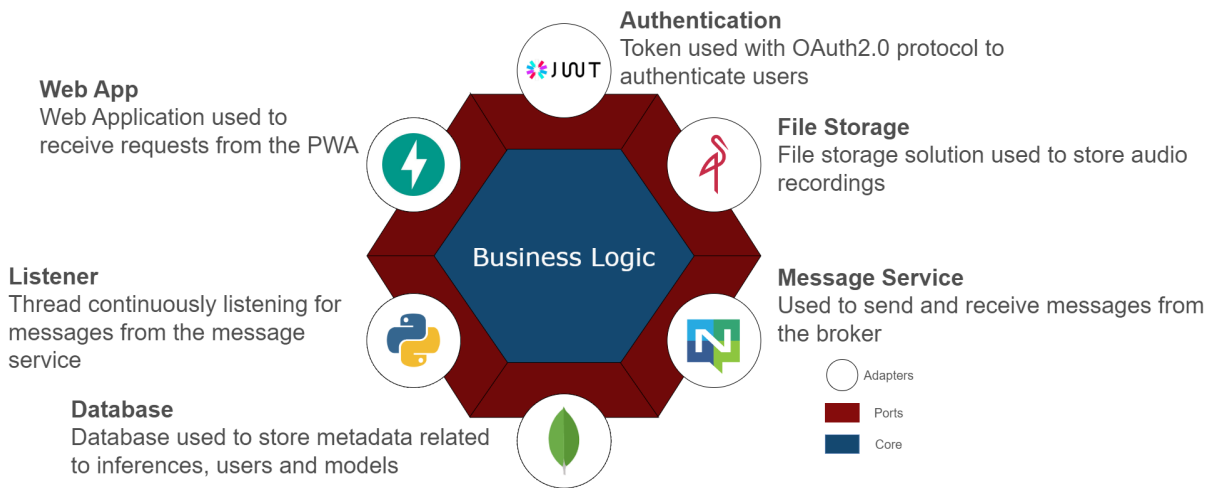 Authentication
Token used with OAuth2.0 protocol to
authenticate users
JWT
Web App
Web Application used to
receive requests from the PWA
File Storage
File storage solution used to store audio
recordings
Business Logic
Listener
Thread continuously listening for
messages from the message
service
Message Service
Used to send and receive messages from
the broker
N
Adapters
Ports
Core
Database
Database used to store metadata related
to inferences, users and models